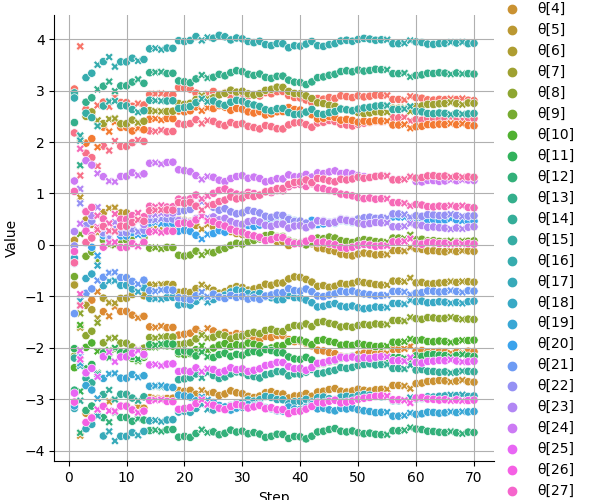 Value
4
3
2
1
0
−1
−2
−3
−4
0
10
20
30
40
50
60
70
Step
θ[4]
θ[5]
θ[6]
θ[7]
θ[8]
θ[9]
θ[10]
θ[11]
θ[12]
θ[13]
θ[14]
θ[15]
θ[16]
θ[17]
θ[18]
θ[19]
θ[20]
θ[21]
θ[22]
θ[23]
θ[24]
θ[25]
θ[26]
θ[27]